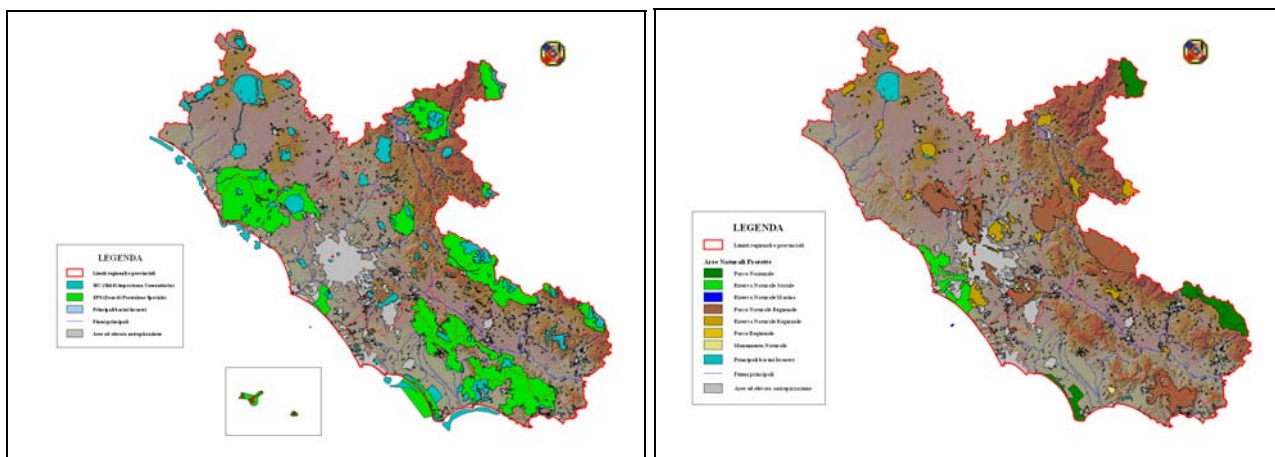 LEGENDA
Limiti regionali e provinciali
SIC (Siti di Importanza Comunitaria)
ZPS (Zone di Protezione Speciale)
Principali bacini lacustri
Fiumi principali
Aree ad elevata antropizzazione
LEGENDA
Limiti regionali e provinciali
Aree Naturali Protette
Parco Nazionale
Riserva Naturale Statale
Riserva Naturale Marina
Parco Naturale Regionale
Riserva Naturale Regionale
Parco Regionale
Monumento Naturale
Principali bacini lacustri
Fiumi principali
Aree ad elevata antropizzazione